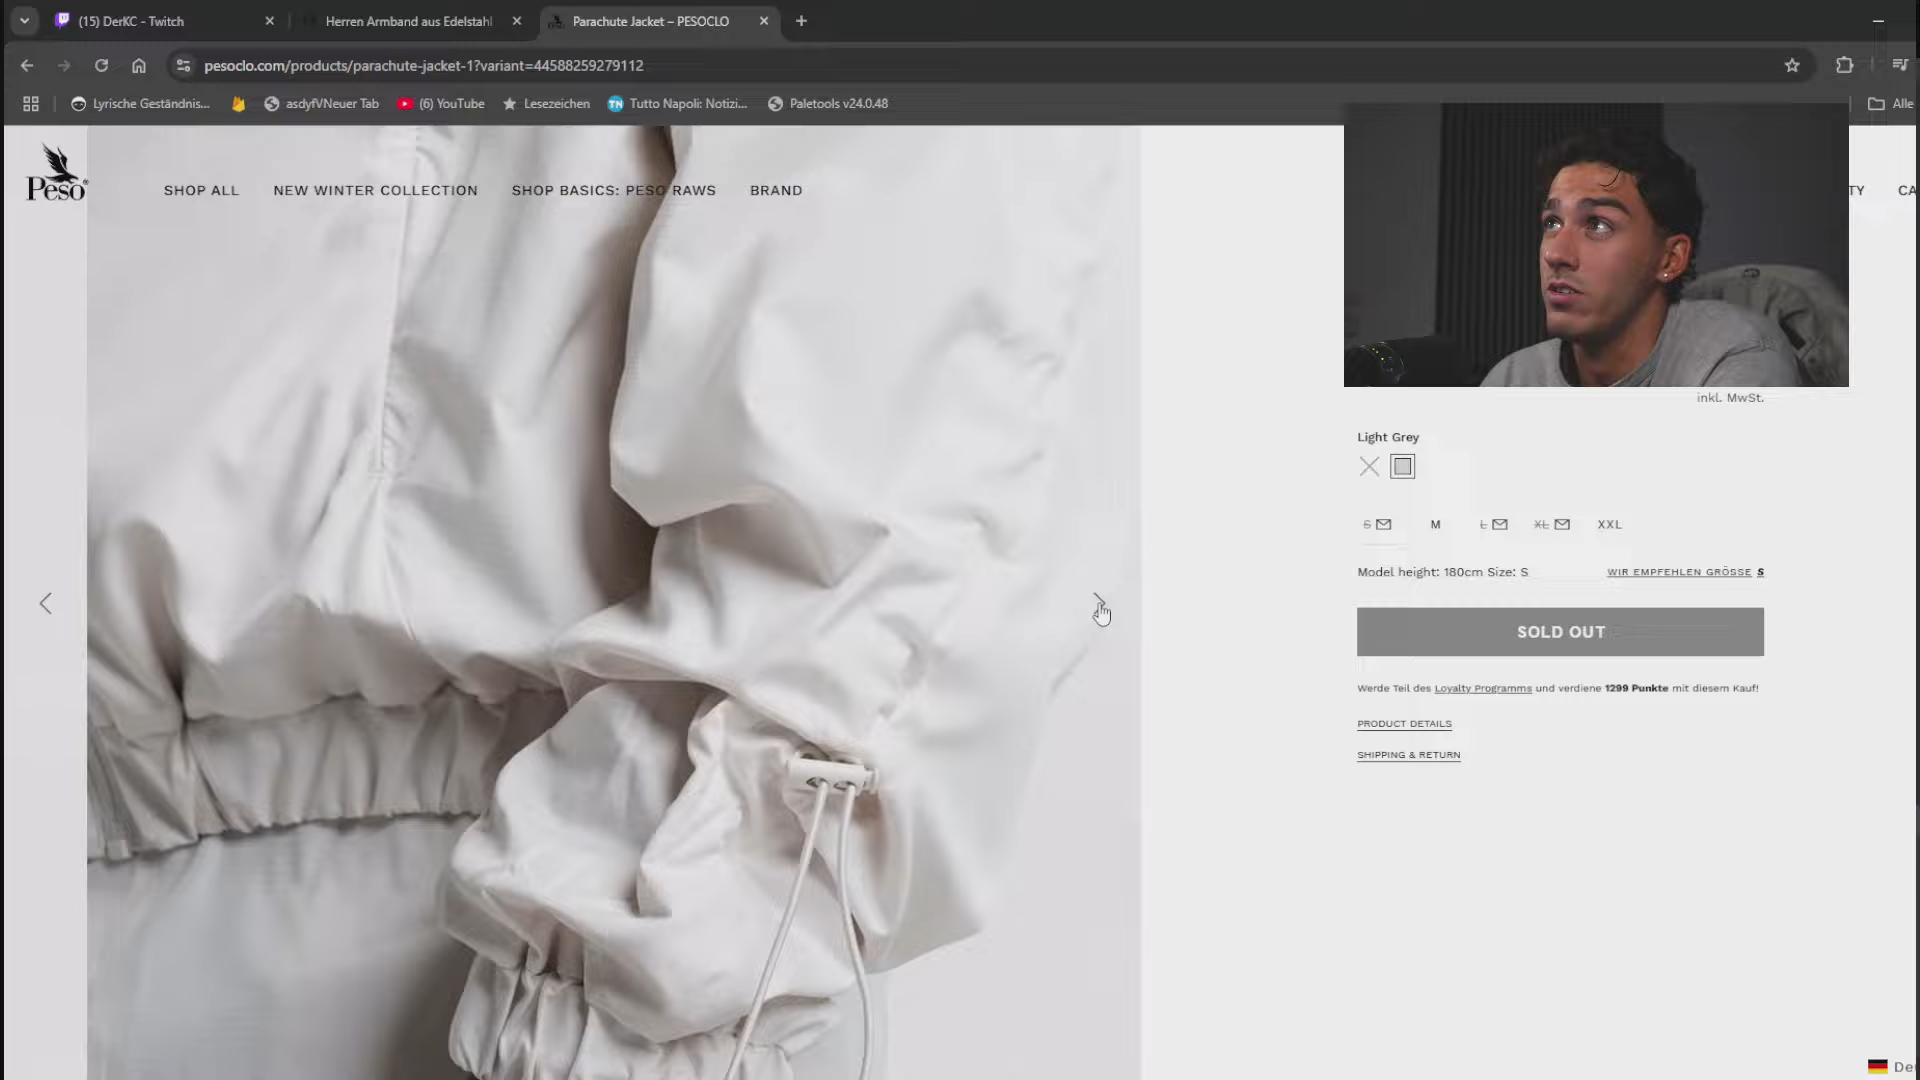 (15) DerKC - Twitch
Herren Armband aus Edelstahl
Parachute Jacket – PESOCLO
pesoclo.com/products/parachute-jacket-1?variant=44588259279112
Lyrische Geständnis...
asdyfVNeuer Tab
(6) YouTube
Lesezeichen
TN
Tutto Napoli: Notizi...
Paletools v24.0.48
Alle
Peso®
SHOP ALL
NEW WINTER COLLECTION
SHOP BASICS: PESO RAWS
BRAND
TY
CA
inkl. MwSt.
Light Grey
S
M
L
XL
XXL
Model height: 180cm Size: S
WIR EMPFEHLEN GRÖSSE S
SOLD OUT
Werde Teil des Loyalty Programms und verdiene 1299 Punkte mit diesem Kauf!
PRODUCT DETAILS
SHIPPING & RETURN
De